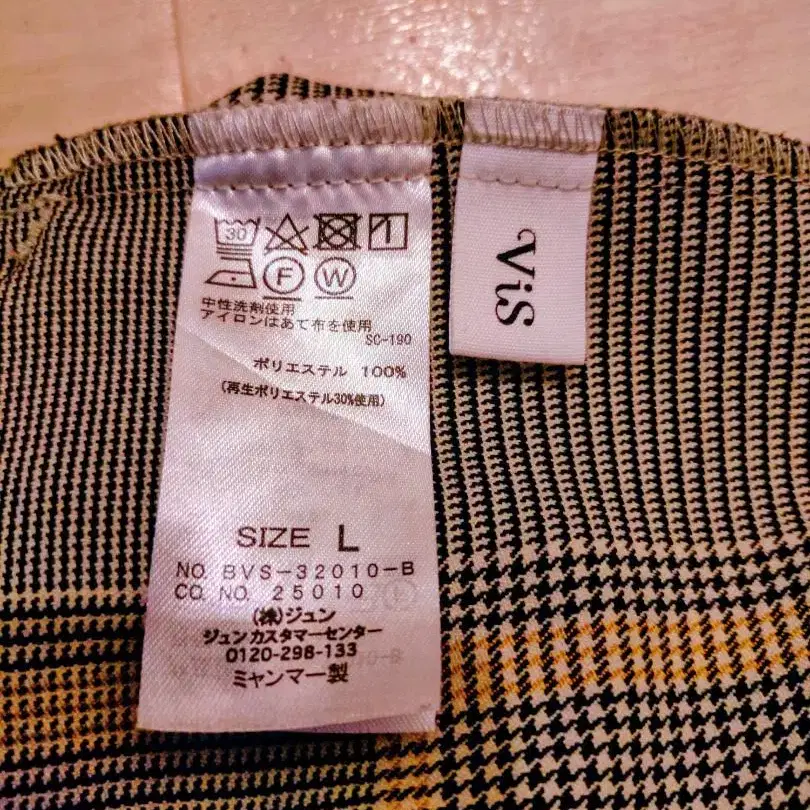 30
F W
中性洗剤使用
アイロンはあて布を使用
SC-190
ポリエステル 100%
(再生ポリエステル30%使用)
SIZE L
NO. BVS-32010-B
CO. NO. 25010
(株)ジュン
ジュンカスタマーセンター
0120-298-133
ミャンマー製
ViS